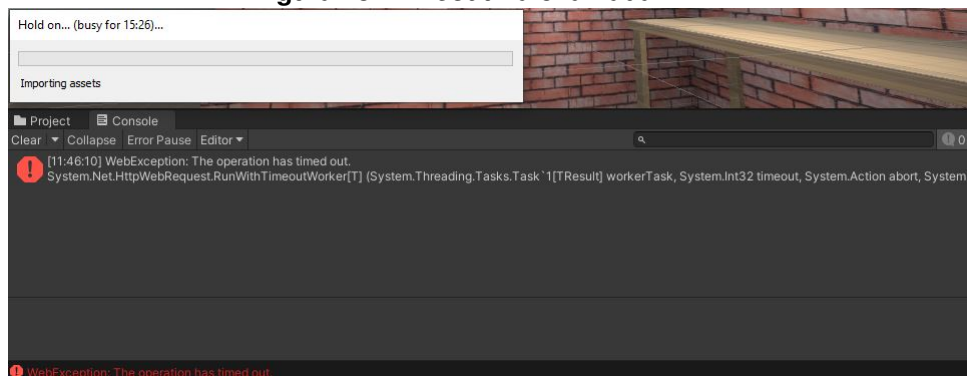 Hold on... (busy for 15:26)...
Importing assets
Project Console
Clear Collapse Error Pause Editor 0
[11:46:10] WebException: The operation has timed out.
System.Net.HttpWebRequest.RunWithTimeoutWorker[T] (System.Threading.Tasks.Task`1[TResult] workerTask, System.Int32 timeout, System.Action abort, System
WebException: The operation has timed out.